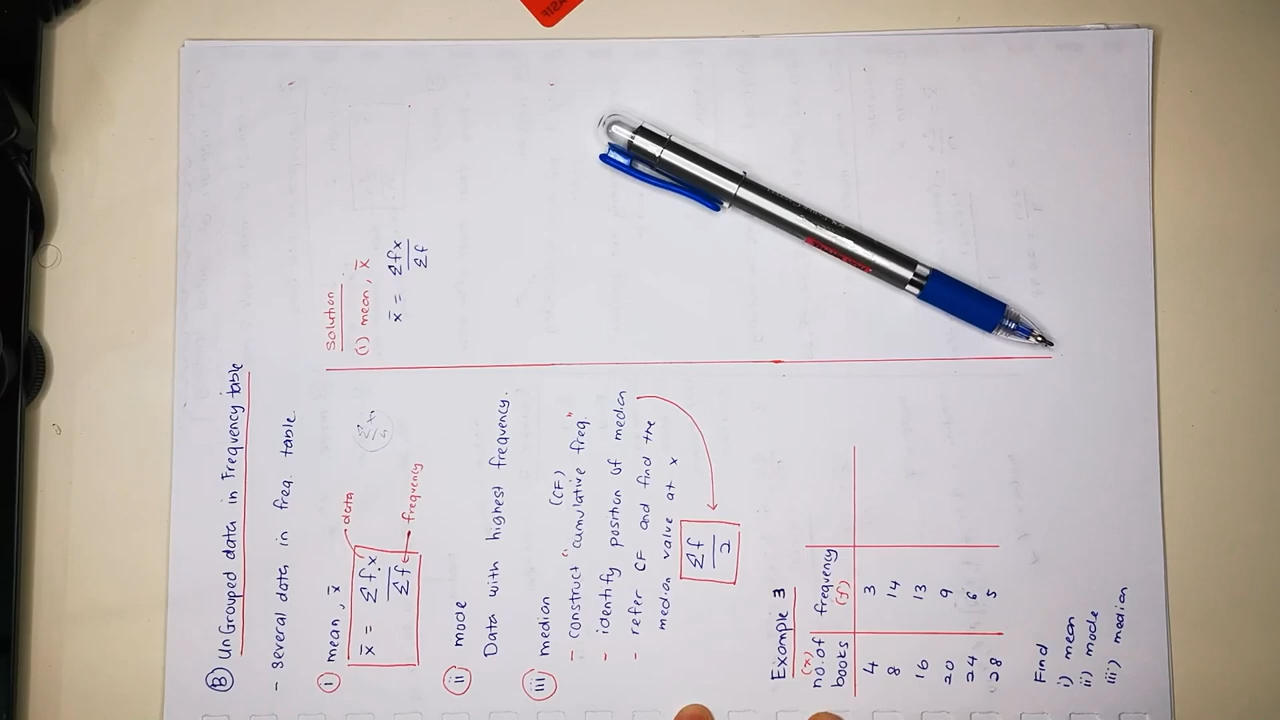 B UnGrouped data in Frequency table
- several data in freq. table
i mean, x̄
data
x̄ = Σf.x / Σf
frequency
ii mode
Data with highest frequency.
iii median
(CF)
- construct "cumulative freq."
- identify position of median
- refer CF and find the
median value at x
Σf / 2
Example 3
(x)
no. of frequency
books (f)
4 3
8 14
16 13
20 9
24 6
28 5
Find
i) mean
ii) mode
iii) median
Solution
(i) mean, x̄
x̄ = Σfx / Σf